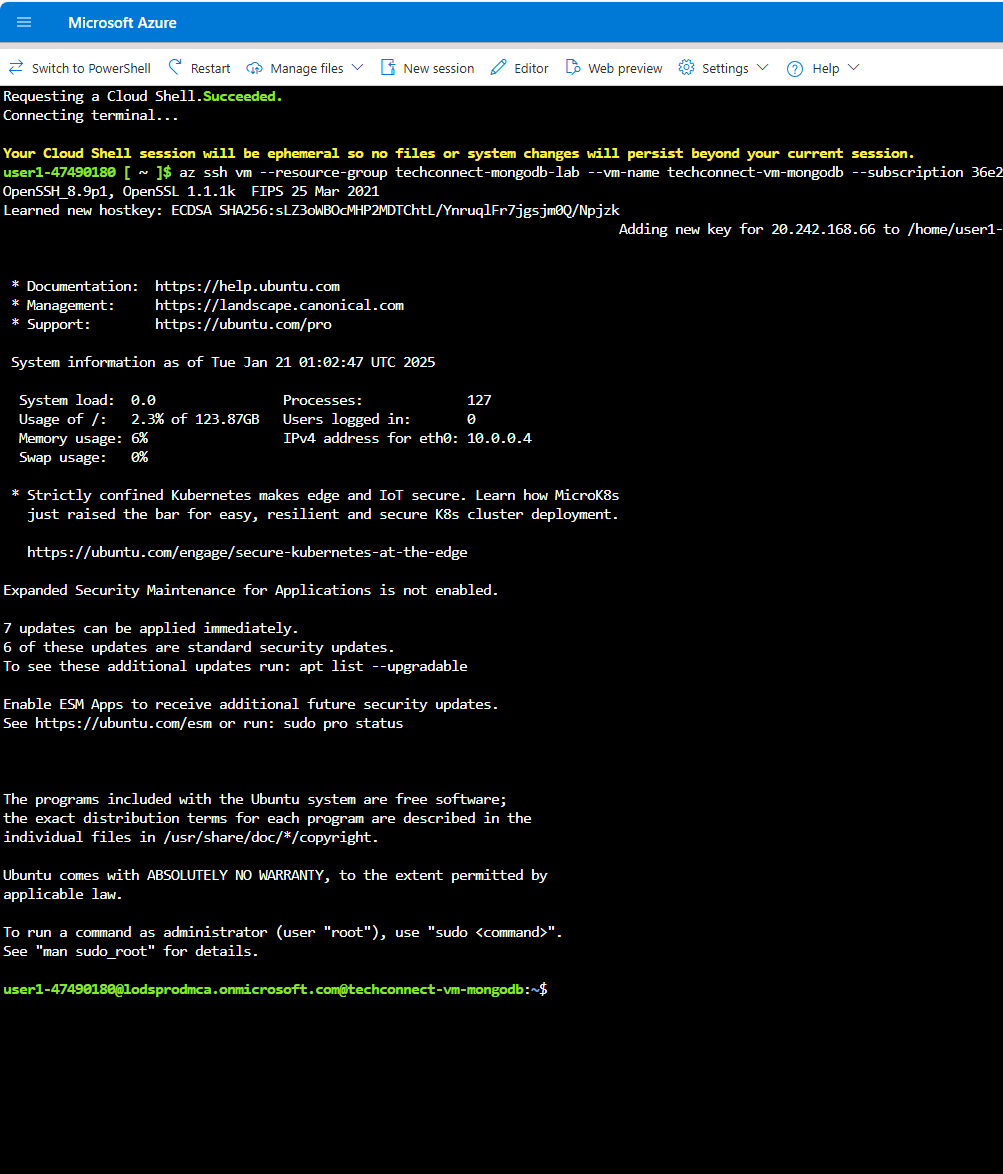 Microsoft Azure
Switch to PowerShell Restart Manage files New session Editor Web preview Settings Help
Requesting a Cloud Shell.Succeeded.
Connecting terminal...
Your Cloud Shell session will be ephemeral so no files or system changes will persist beyond your current session.
user1-47490180 [ ~ ]$ az ssh vm --resource-group techconnect-mongodb-lab --vm-name techconnect-vm-mongodb --subscription 36e2
OpenSSH_8.9p1, OpenSSL 1.1.1k  FIPS 25 Mar 2021
Learned new hostkey: ECDSA SHA256:sLZ3oWBOcMHP2MDTChtL/YnruqlFr7jgsjm0Q/Npjzk
Adding new key for 20.242.168.66 to /home/user1-
* Documentation:  https://help.ubuntu.com
* Management:     https://landscape.canonical.com
* Support:        https://ubuntu.com/pro
System information as of Tue Jan 21 01:02:47 UTC 2025
System load:  0.0                Processes:             127
Usage of /:   2.3% of 123.87GB   Users logged in:       0
Memory usage: 6%                 IPv4 address for eth0: 10.0.0.4
Swap usage:   0%
* Strictly confined Kubernetes makes edge and IoT secure. Learn how MicroK8s
just raised the bar for easy, resilient and secure K8s cluster deployment.
https://ubuntu.com/engage/secure-kubernetes-at-the-edge
Expanded Security Maintenance for Applications is not enabled.
7 updates can be applied immediately.
6 of these updates are standard security updates.
To see these additional updates run: apt list --upgradable
Enable ESM Apps to receive additional future security updates.
See https://ubuntu.com/esm or run: sudo pro status
The programs included with the Ubuntu system are free software;
the exact distribution terms for each program are described in the
individual files in /usr/share/doc/*/copyright.
Ubuntu comes with ABSOLUTELY NO WARRANTY, to the extent permitted by
applicable law.
To run a command as administrator (user "root"), use "sudo <command>".
See "man sudo_root" for details.
user1-47490180@lodsprodmca.onmicrosoft.com@techconnect-vm-mongodb:~$